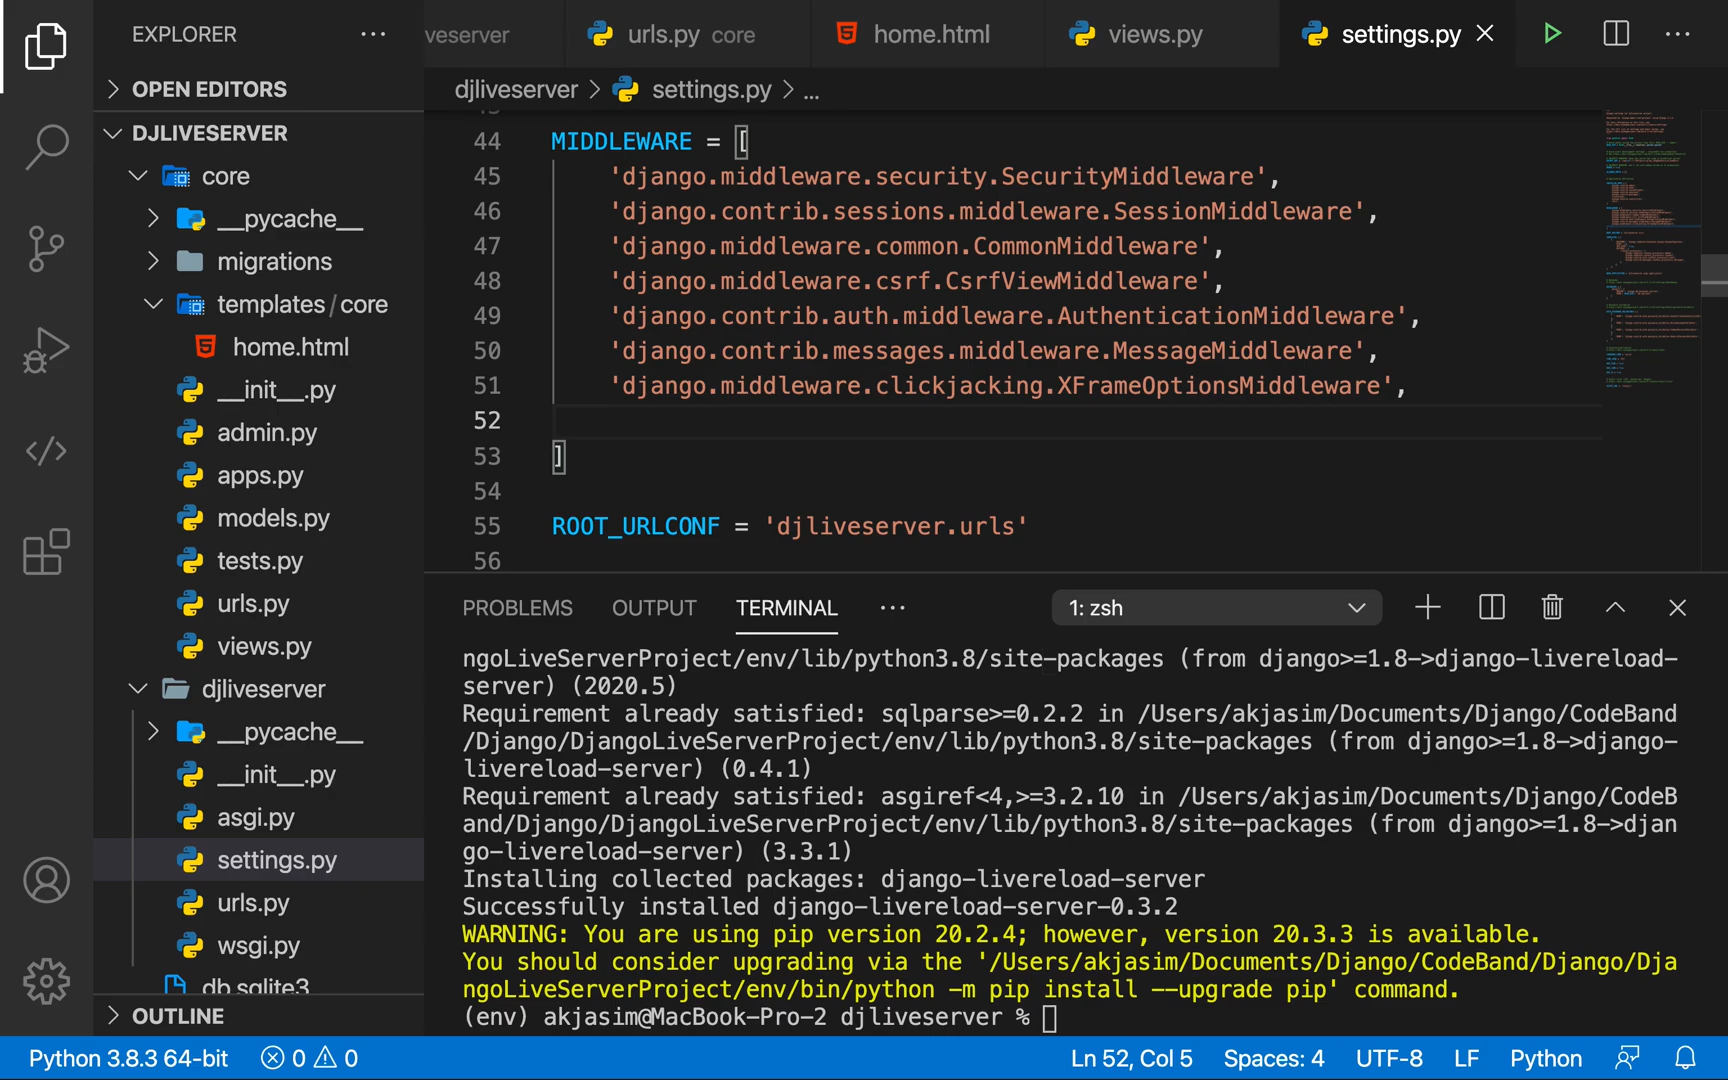 EXPLORER
OPEN EDITORS
DJLIVESERVER
core
__pycache__
migrations
templates/core
home.html
__init__.py
admin.py
apps.py
models.py
tests.py
urls.py
views.py
djliveserver
__pycache__
__init__.py
asgi.py
settings.py
urls.py
wsgi.py
db.sqlite3
OUTLINE
veserver urls.py core home.html views.py settings.py
djliveserver > settings.py > ...
44 MIDDLEWARE = [
45 'django.middleware.security.SecurityMiddleware',
46 'django.contrib.sessions.middleware.SessionMiddleware',
47 'django.middleware.common.CommonMiddleware',
48 'django.middleware.csrf.CsrfViewMiddleware',
49 'django.contrib.auth.middleware.AuthenticationMiddleware',
50 'django.contrib.messages.middleware.MessageMiddleware',
51 'django.middleware.clickjacking.XFrameOptionsMiddleware',
52
53 ]
54
55 ROOT_URLCONF = 'djliveserver.urls'
56
PROBLEMS OUTPUT TERMINAL ... 1: zsh
ngoLiveServerProject/env/lib/python3.8/site-packages (from django>=1.8->django-livereload-
server) (2020.5)
Requirement already satisfied: sqlparse>=0.2.2 in /Users/akjasim/Documents/Django/CodeBand
/Django/DjangoLiveServerProject/env/lib/python3.8/site-packages (from django>=1.8->django-
livereload-server) (0.4.1)
Requirement already satisfied: asgiref<4,>=3.2.10 in /Users/akjasim/Documents/Django/CodeB
and/Django/DjangoLiveServerProject/env/lib/python3.8/site-packages (from django>=1.8->djan
go-livereload-server) (3.3.1)
Installing collected packages: django-livereload-server
Successfully installed django-livereload-server-0.3.2
WARNING: You are using pip version 20.2.4; however, version 20.3.3 is available.
You should consider upgrading via the '/Users/akjasim/Documents/Django/CodeBand/Django/Dja
ngoLiveServerProject/env/bin/python -m pip install --upgrade pip' command.
(env) akjasim@MacBook-Pro-2 djliveserver %
Python 3.8.3 64-bit 0 0 Ln 52, Col 5 Spaces: 4 UTF-8 LF Python